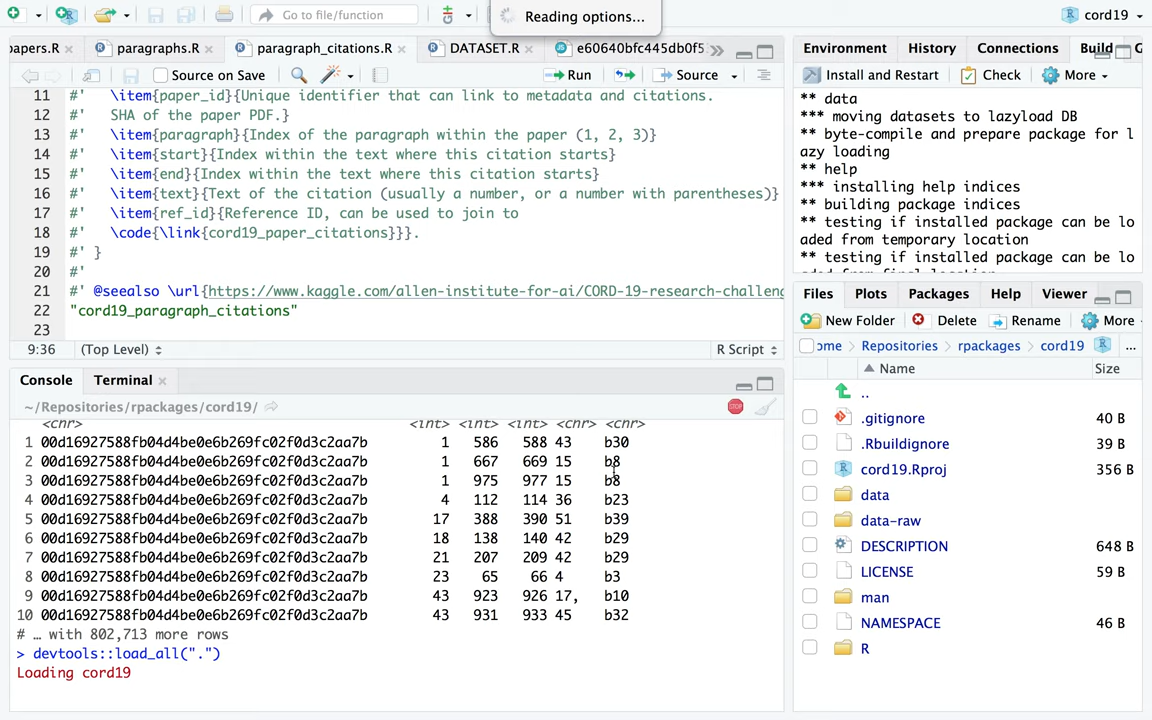 Go to file/function
Reading options...
cord19
papers.R
paragraphs.R
paragraph_citations.R
DATASET.R
e60640bfc445db0f5
Source on Save
Run
Source
11 #'   \item{paper_id}{Unique identifier that can link to metadata and citations.
12 #'   SHA of the paper PDF.}
13 #'   \item{paragraph}{Index of the paragraph within the paper (1, 2, 3)}
14 #'   \item{start}{Index within the text where this citation starts}
15 #'   \item{end}{Index within the text where this citation starts}
16 #'   \item{text}{Text of the citation (usually a number, or a number with parentheses)}
17 #'   \item{ref_id}{Reference ID, can be used to join to
18 #'   \code{\link{cord19_paper_citations}}}.
19 #' }
20 #'
21 #' @seealso \url{https://www.kaggle.com/allen-institute-for-ai/CORD-19-research-challeng
22 "cord19_paragraph_citations"
23
9:36 (Top Level) R Script
Console Terminal
~/Repositories/rpackages/cord19/
<chr> <int> <int> <int> <chr> <chr>
1 00d16927588fb04d4be0e6b269fc02f0d3c2aa7b 1 586 588 43 b30
2 00d16927588fb04d4be0e6b269fc02f0d3c2aa7b 1 667 669 15 b8
3 00d16927588fb04d4be0e6b269fc02f0d3c2aa7b 1 975 977 15 b8
4 00d16927588fb04d4be0e6b269fc02f0d3c2aa7b 4 112 114 36 b23
5 00d16927588fb04d4be0e6b269fc02f0d3c2aa7b 17 388 390 51 b39
6 00d16927588fb04d4be0e6b269fc02f0d3c2aa7b 18 138 140 42 b29
7 00d16927588fb04d4be0e6b269fc02f0d3c2aa7b 21 207 209 42 b29
8 00d16927588fb04d4be0e6b269fc02f0d3c2aa7b 23 65 66 4 b3
9 00d16927588fb04d4be0e6b269fc02f0d3c2aa7b 43 923 926 17, b10
10 00d16927588fb04d4be0e6b269fc02f0d3c2aa7b 43 931 933 45 b32
# … with 802,713 more rows
> devtools::load_all(".")
Loading cord19
Environment History Connections Build G
Install and Restart Check More
** data
*** moving datasets to lazyload DB
** byte-compile and prepare package for l
azy loading
** help
*** installing help indices
** building package indices
** testing if installed package can be lo
aded from temporary location
** testing if installed package can be lo
Files Plots Packages Help Viewer
New Folder Delete Rename More
ome Repositories rpackages cord19 ...
Name Size
..
.gitignore 40 B
.Rbuildignore 39 B
cord19.Rproj 356 B
data
data-raw
DESCRIPTION 648 B
LICENSE 59 B
man
NAMESPACE 46 B
R